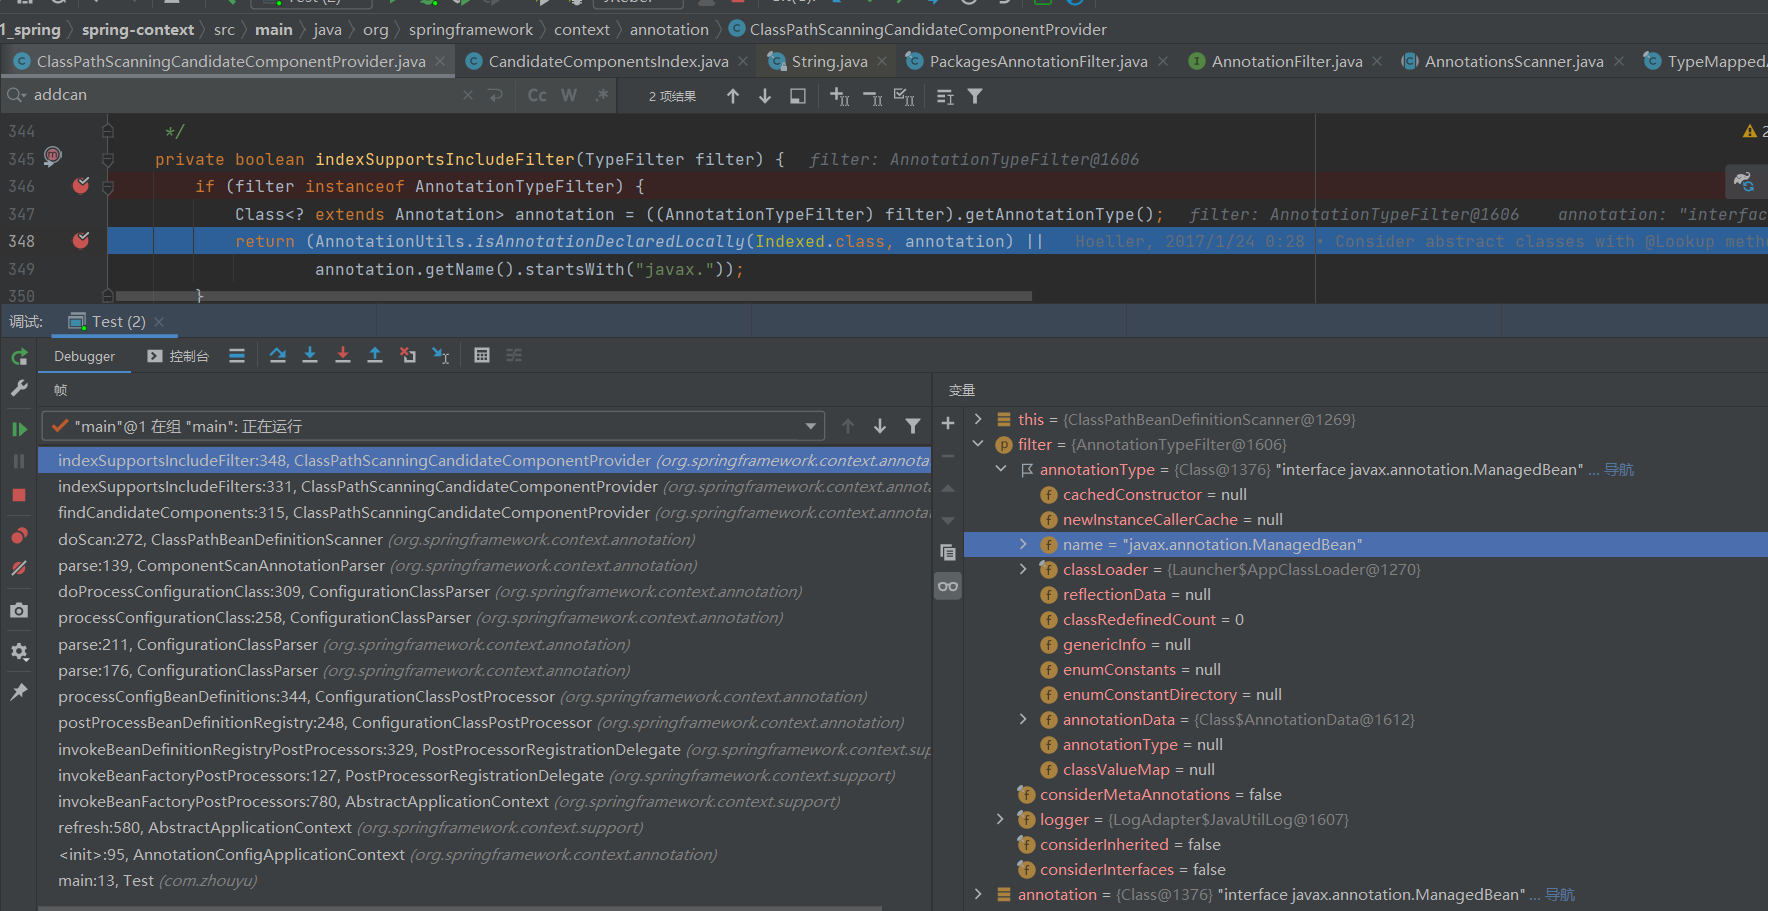 1_spring 〉 spring-context 〉 src 〉 main 〉 java 〉 org 〉 springframework 〉 context 〉 annotation 〉 ClassPathScanningCandidateComponentProvider
ClassPathScanningCandidateComponentProvider.java × CandidateComponentsIndex.java × String.java × PackagesAnnotationFilter.java × AnnotationFilter.java × AnnotationsScanner.java × TypeMapped
addcan × Cc W .* 2 项结果
344 */
345 private boolean indexSupportsIncludeFilter(TypeFilter filter) { filter: AnnotationTypeFilter@1606
346 if (filter instanceof AnnotationTypeFilter) {
347 Class<? extends Annotation> annotation = ((AnnotationTypeFilter) filter).getAnnotationType(); filter: AnnotationTypeFilter@1606 annotation: "interfac
348 return (AnnotationUtils.isAnnotationDeclaredLocally(Indexed.class, annotation) || Hoeller, 2017/1/24 0:28 • Consider abstract classes with @Lookup meth
349 annotation.getName().startsWith("javax."));
350 }
调试: Test (2) ×
Debugger 控制台
帧
"main"@1 在组 "main": 正在运行
indexSupportsIncludeFilter:348, ClassPathScanningCandidateComponentProvider (org.springframework.context.annota
indexSupportsIncludeFilters:331, ClassPathScanningCandidateComponentProvider (org.springframework.context.annota
findCandidateComponents:315, ClassPathScanningCandidateComponentProvider (org.springframework.context.annotat
doScan:272, ClassPathBeanDefinitionScanner (org.springframework.context.annotation)
parse:139, ComponentScanAnnotationParser (org.springframework.context.annotation)
doProcessConfigurationClass:309, ConfigurationClassParser (org.springframework.context.annotation)
processConfigurationClass:258, ConfigurationClassParser (org.springframework.context.annotation)
parse:211, ConfigurationClassParser (org.springframework.context.annotation)
parse:176, ConfigurationClassParser (org.springframework.context.annotation)
processConfigBeanDefinitions:344, ConfigurationClassPostProcessor (org.springframework.context.annotation)
postProcessBeanDefinitionRegistry:248, ConfigurationClassPostProcessor (org.springframework.context.annotation)
invokeBeanDefinitionRegistryPostProcessors:329, PostProcessorRegistrationDelegate (org.springframework.context.sup
invokeBeanFactoryPostProcessors:127, PostProcessorRegistrationDelegate (org.springframework.context.support)
invokeBeanFactoryPostProcessors:780, AbstractApplicationContext (org.springframework.context.support)
refresh:580, AbstractApplicationContext (org.springframework.context.support)
<init>:95, AnnotationConfigApplicationContext (org.springframework.context.annotation)
main:13, Test (com.zhouyu)
变量
this = {ClassPathBeanDefinitionScanner@1269}
filter = {AnnotationTypeFilter@1606}
annotationType = {Class@1376} "interface javax.annotation.ManagedBean" ... 导航
cachedConstructor = null
newInstanceCallerCache = null
name = "javax.annotation.ManagedBean"
classLoader = {Launcher$AppClassLoader@1270}
reflectionData = null
classRedefinedCount = 0
genericInfo = null
enumConstants = null
enumConstantDirectory = null
annotationData = {Class$AnnotationData@1612}
annotationType = null
classValueMap = null
considerMetaAnnotations = false
logger = {LogAdapter$JavaUtilLog@1607}
considerInherited = false
considerInterfaces = false
annotation = {Class@1376} "interface javax.annotation.ManagedBean" ... 导航